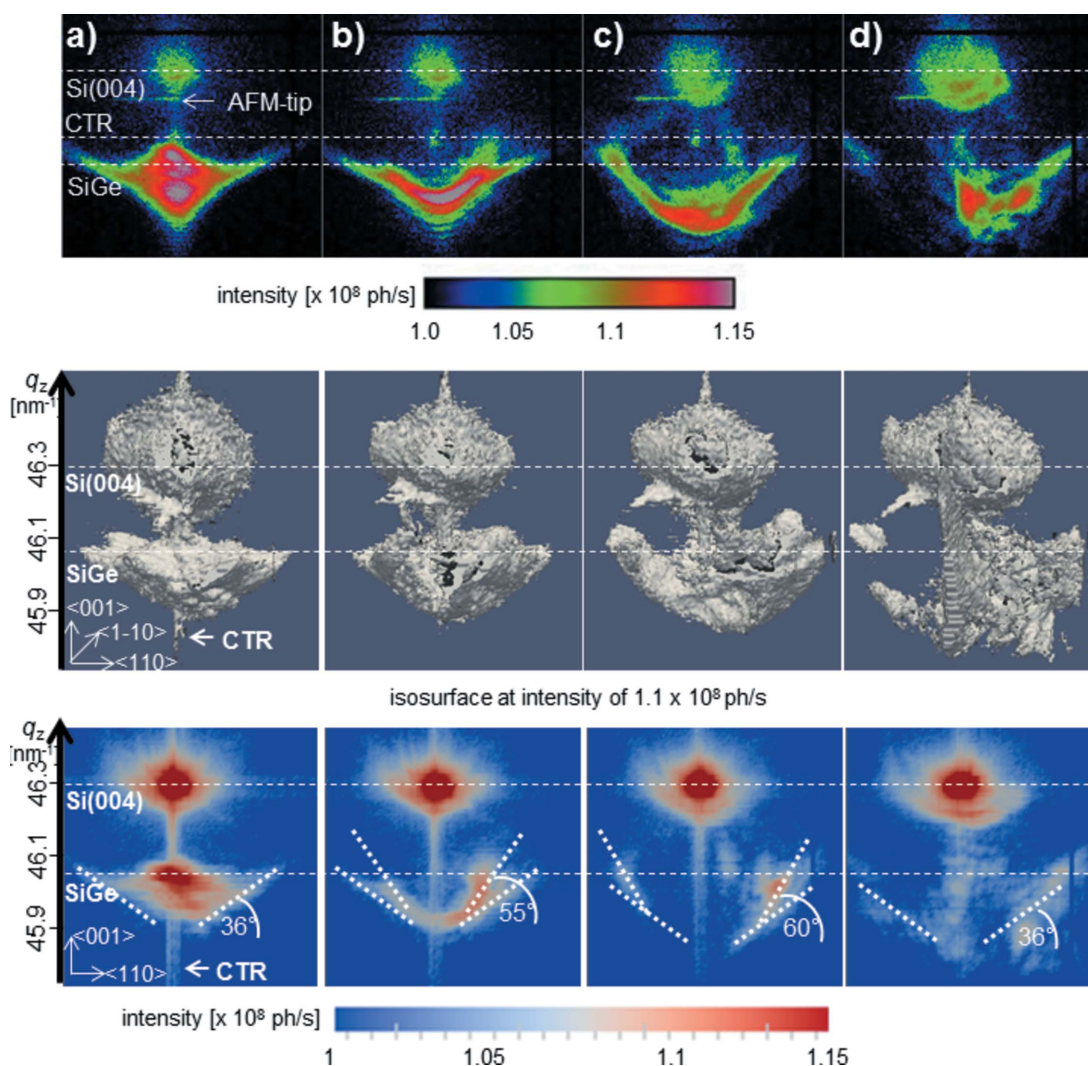 a) b) c) d)
Si(004)
AFM-tip
CTR
SiGe
intensity [x 10⁸ ph/s]
1.0 1.05 1.1 1.15
qz
[nm⁻¹]
46.3
Si(004)
46.1
SiGe
45.9
<001>
<1-10>
<110>
CTR
isosurface at intensity of 1.1 x 10⁸ ph/s
qz
[nm⁻¹]
46.3
Si(004)
46.1
SiGe
45.9
36° 55° 60° 36°
<001>
<110>
CTR
intensity [x 10⁸ ph/s]
1 1.05 1.1 1.15